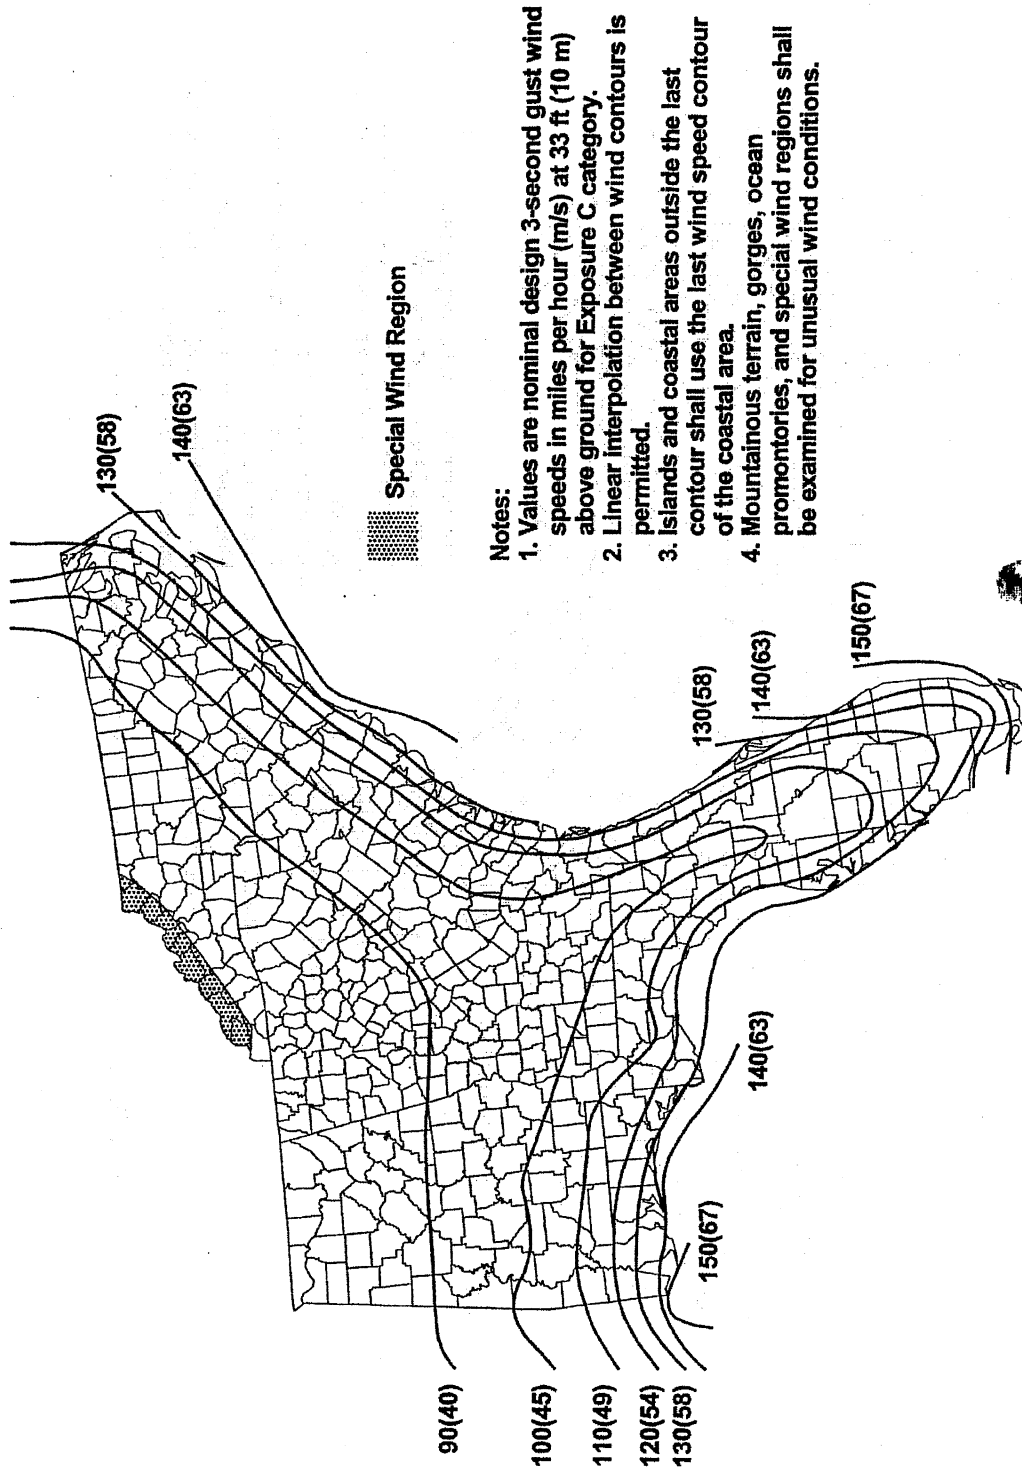 130(58)
140(63)
Special Wind Region
Notes:
1. Values are nominal design 3-second gust wind
speeds in miles per hour (m/s) at 33 ft (10 m)
above ground for Exposure C category.
2. Linear interpolation between wind contours is
permitted.
3. Islands and coastal areas outside the last
contour shall use the last wind speed contour
of the coastal area.
4. Mountainous terrain, gorges, ocean
promontories, and special wind regions shall
be examined for unusual wind conditions.
90(40)
100(45)
110(49)
120(54)
130(58)
150(67)
140(63)
130(58)
140(63)
150(67)